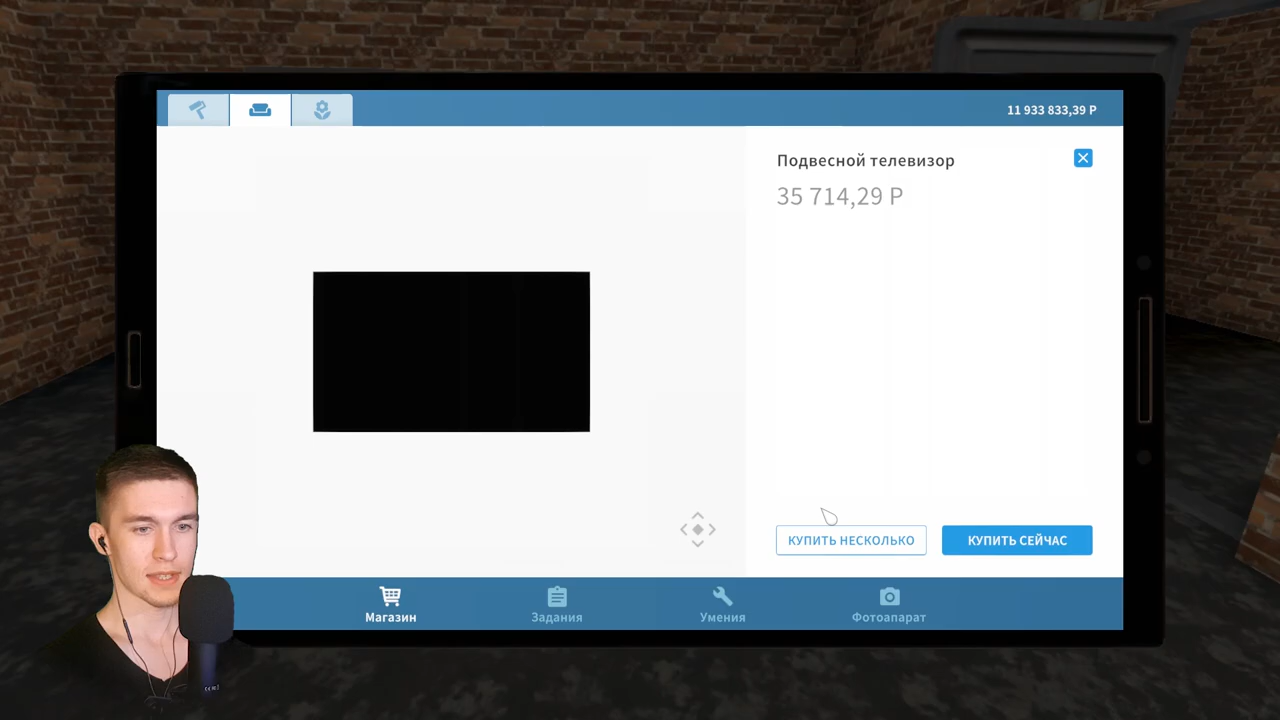 11 933 833,39 Р
Подвесной телевизор
35 714,29 Р
КУПИТЬ НЕСКОЛЬКО
КУПИТЬ СЕЙЧАС
Магазин
Задания
Умения
Фотоапарат